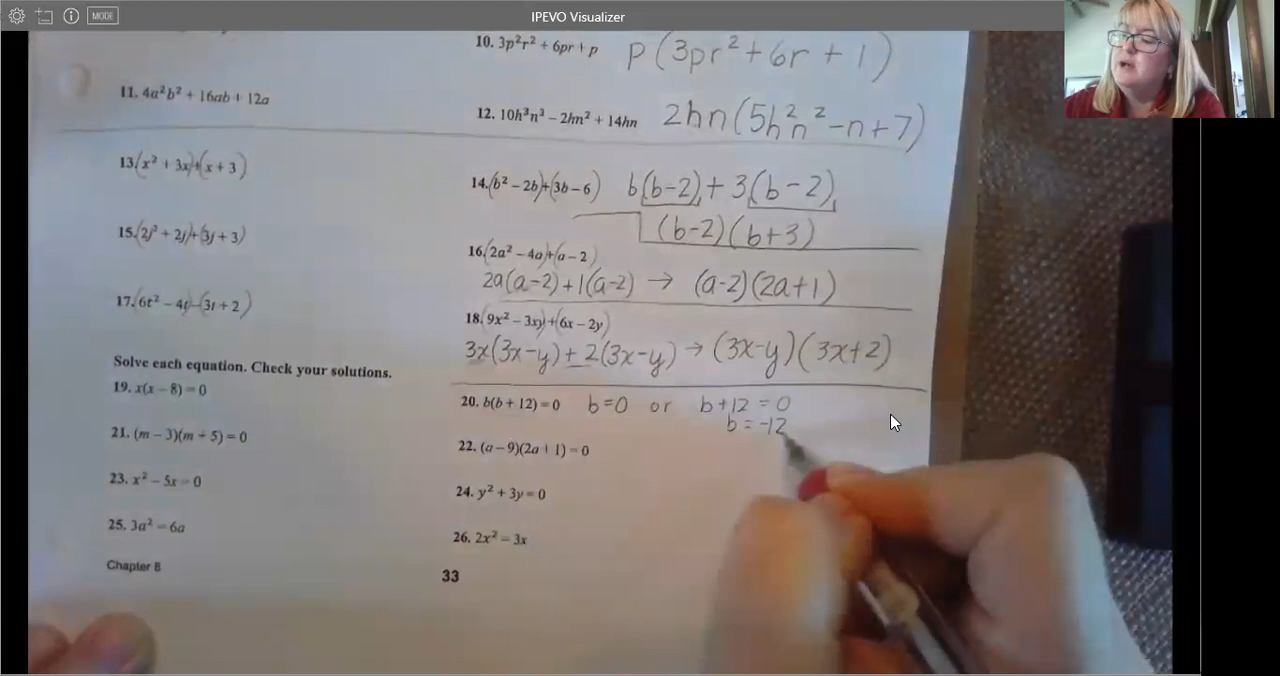 IPEVO Visualizer
MODE
10. 3p²r² + 6pr + p p(3pr² + 6r + 1)
11. 4a²b² + 16ab + 12a
12. 10h³n³ – 2hn² + 14hn 2hn(5h²n² - n + 7)
13. (x² + 3x) + (x + 3)
14. (b² – 2b) + (3b – 6) b(b-2) + 3(b-2)
(b-2)(b+3)
15. (2j² + 2j) + (3j + 3)
16. (2a² – 4a) + (a – 2)
2a(a-2) + 1(a-2) → (a-2)(2a+1)
17. (6t² – 4t) – (3t + 2)
18. (9x² – 3xy) + (6x – 2y)
3x(3x-y) + 2(3x-y) → (3x-y)(3x+2)
Solve each equation. Check your solutions.
19. x(x – 8) = 0
20. b(b + 12) = 0 b=0 or b+12 = 0
b = -12
21. (m – 3)(m + 5) = 0
22. (a – 9)(2a + 1) = 0
23. x² – 5x = 0
24. y² + 3y = 0
25. 3a² = 6a
26. 2x² = 3x
Chapter 8
33